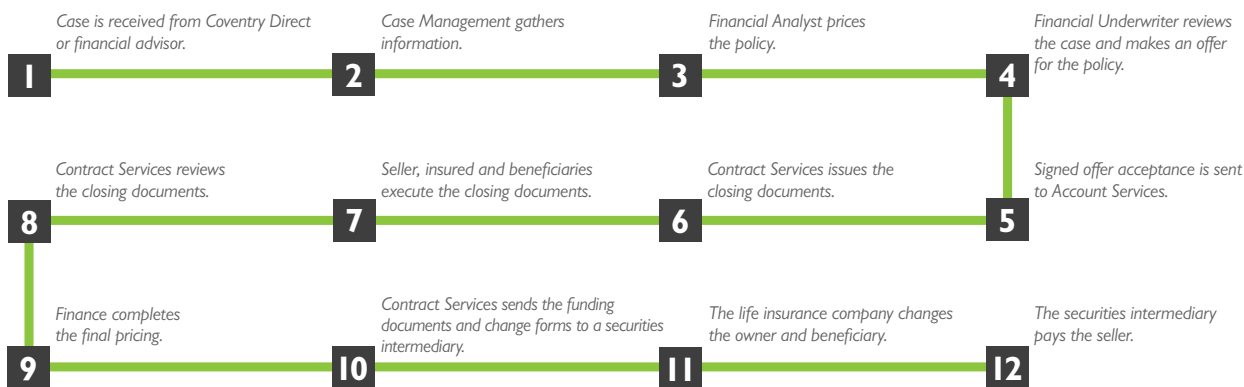 Case is received from Coventry Direct
or financial advisor.
1
Case Management gathers
information.
2
Financial Analyst prices
the policy.
3
Financial Underwriter reviews
the case and makes an offer
for the policy.
4
Signed offer acceptance is sent
to Account Services.
5
Contract Services issues the
closing documents.
6
Seller, insured and beneficiaries
execute the closing documents.
7
Contract Services reviews
the closing documents.
8
Finance completes
the final pricing.
9
Contract Services sends the funding
documents and change forms to a securities
intermediary.
10
The life insurance company changes
the owner and beneficiary.
11
The securities intermediary
pays the seller.
12